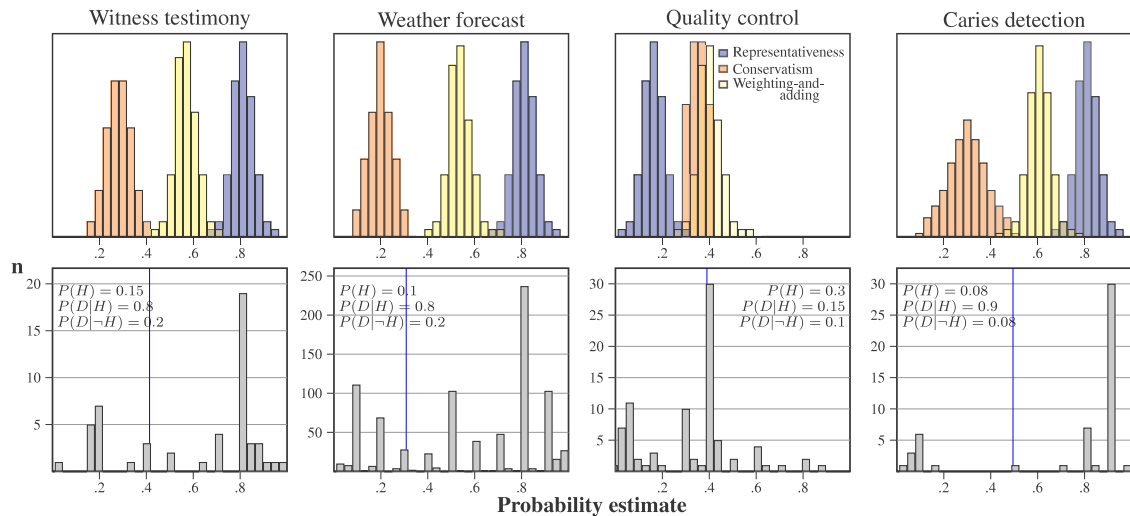 Witness testimony
Weather forecast
Quality control
Caries detection
Representativeness
Conservatism
Weighting-and-
adding
.2 .4 .6 .8
.2 .4 .6 .8
.2 .4 .6 .8
.2 .4 .6 .8
n
20
15
10
5
P(H) = 0.15
P(D|H) = 0.8
P(D|¬H) = 0.2
.2 .4 .6 .8
250
200
150
100
50
P(H) = 0.1
P(D|H) = 0.8
P(D|¬H) = 0.2
.2 .4 .6 .8
30
25
20
15
10
5
P(H) = 0.3
P(D|H) = 0.15
P(D|¬H) = 0.1
.2 .4 .6 .8
30
25
20
15
10
5
P(H) = 0.08
P(D|H) = 0.9
P(D|¬H) = 0.08
.2 .4 .6 .8
Probability estimate